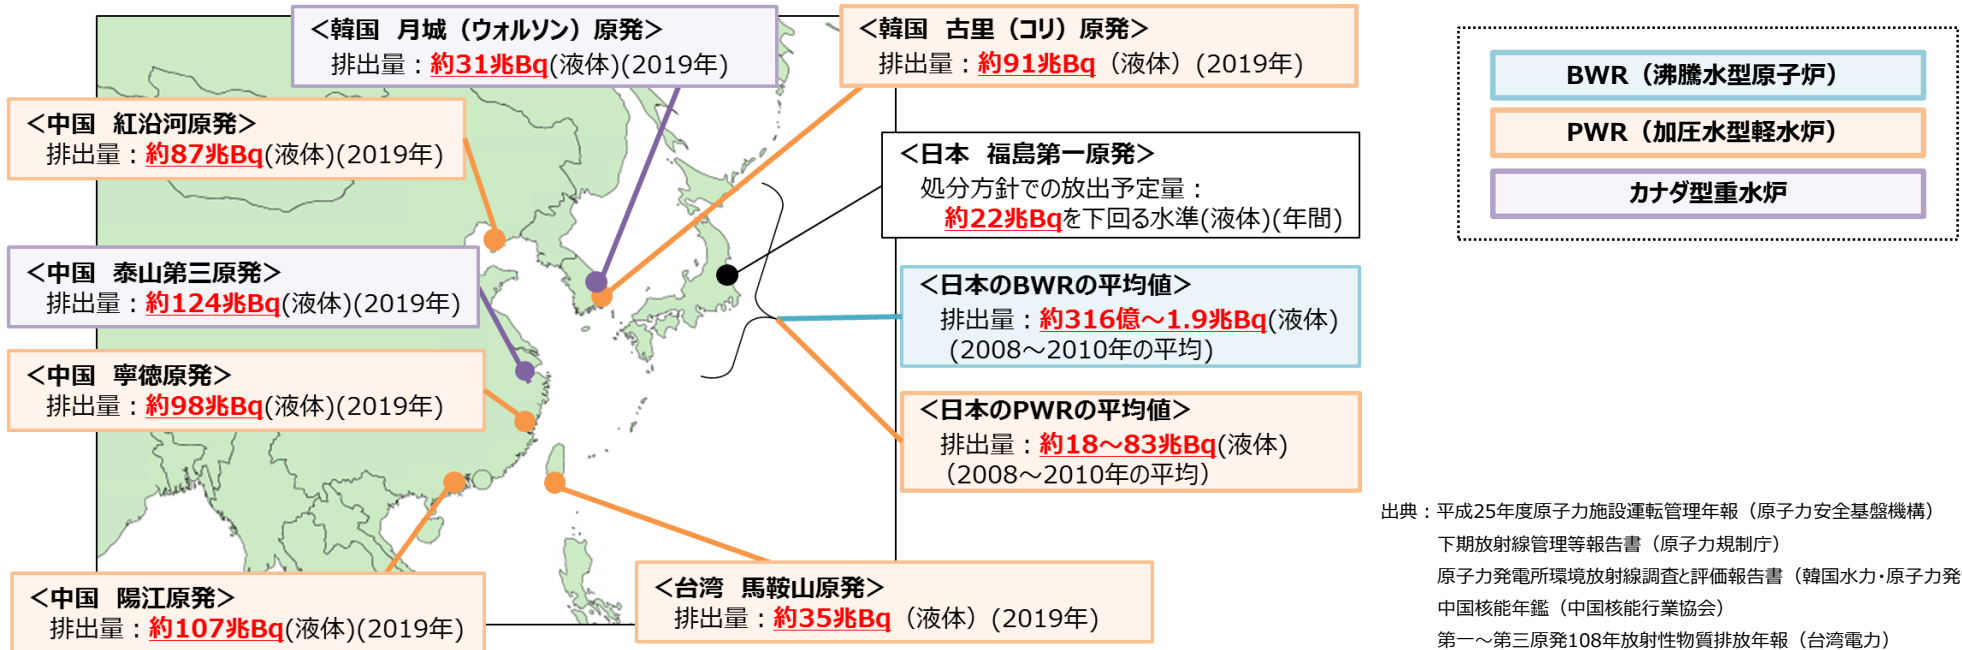 ＜韓国 月城（ウォルソン）原発＞
排出量：約31兆Bq(液体)(2019年)
＜韓国 古里（コリ）原発＞
排出量：約91兆Bq（液体）(2019年)
＜中国 紅沿河原発＞
排出量：約87兆Bq(液体)(2019年)
＜日本 福島第一原発＞
処分方針での放出予定量：
約22兆Bqを下回る水準(液体)(年間)
＜中国 泰山第三原発＞
排出量：約124兆Bq(液体)(2019年)
＜日本のBWRの平均値＞
排出量：約316億～1.9兆Bq(液体)
(2008～2010年の平均)
＜中国 寧徳原発＞
排出量：約98兆Bq(液体)(2019年)
＜日本のPWRの平均値＞
排出量：約18～83兆Bq(液体)
（2008～2010年の平均）
＜中国 陽江原発＞
排出量：約107兆Bq(液体)(2019年)
＜台湾 馬鞍山原発＞
排出量：約35兆Bq（液体）(2019年)
BWR（沸騰水型原子炉）
PWR（加圧水型軽水炉）
カナダ型重水炉
出典：平成25年度原子力施設運転管理年報（原子力安全基盤機構）
下期放射線管理等報告書（原子力規制庁）
原子力発電所環境放射線調査と評価報告書（韓国水力・原子力発
中国核能年鑑（中国核能行業協会）
第一～第三原発108年放射性物質排放年報（台湾電力）